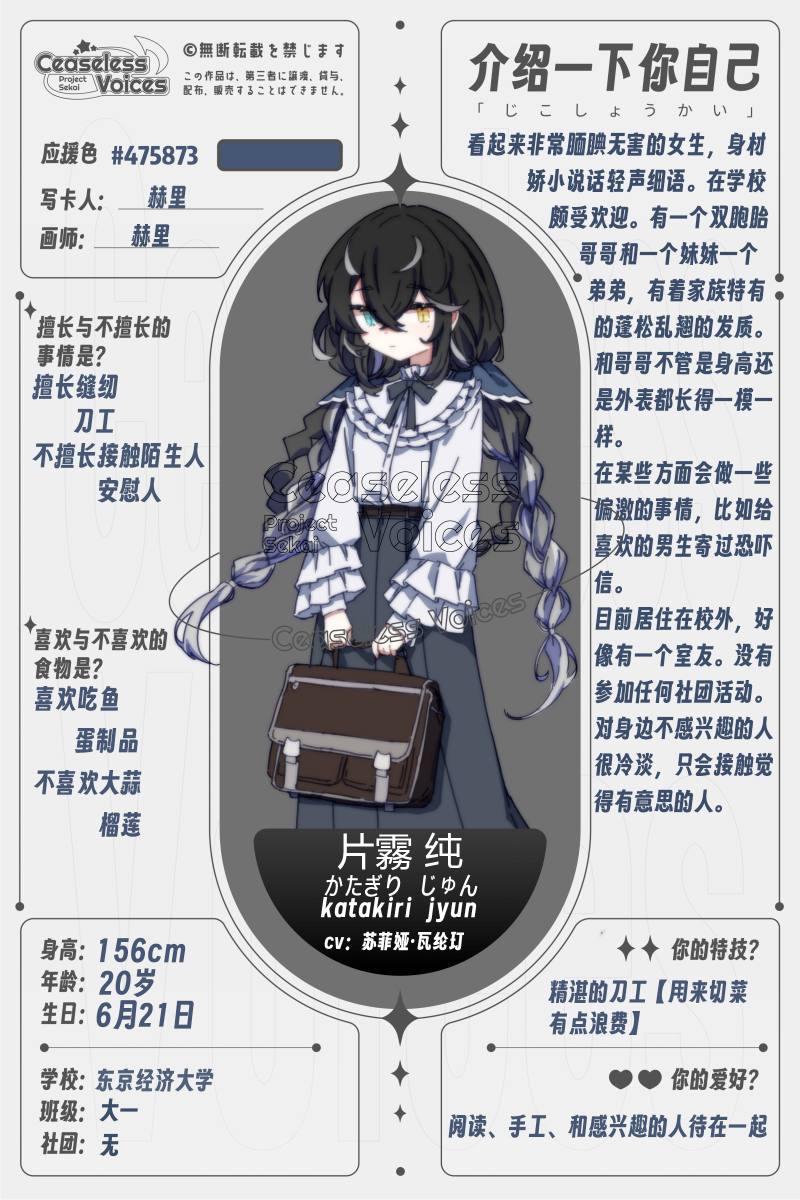 Ceaseless
Project
Sekai
Voices
©無断転載を禁じます
この作品は、第三者に譲渡、貸与、
配布、販売することはできません。
应援色 #475873
写卡人: 赫里
画师: 赫里
介绍一下你自己
「じこしょうかい」
看起来非常腼腆无害的女生，身材
娇小说话轻声细语。在学校
颇受欢迎。有一个双胞胎
哥哥和一个妹妹一个
弟弟，有着家族特有
的蓬松乱翘的发质。
和哥哥不管是身高还
是外表都长得一模一
样。
在某些方面会做一些
偏激的事情，比如给
喜欢的男生寄过恐吓
信。
目前居住在校外，好
像有一个室友。没有
参加任何社团活动。
对身边不感兴趣的人
很冷淡，只会接触觉
得有意思的人。
擅长与不擅长的
事情是？
擅长缝纫
刀工
不擅长接触陌生人
安慰人
喜欢与不喜欢的
食物是？
喜欢吃鱼
蛋制品
不喜欢大蒜
榴莲
Ceaseless
Project
Sekai
Voices
Ceaseless Voices
片霧 纯
かたぎり じゅん
katakiri jyun
cv: 苏菲娅·瓦纶玎
身高: 156cm
年龄: 20岁
生日: 6月21日
学校: 东京经济大学
班级: 大一
社团: 无
你的特技？
精湛的刀工【用来切菜
有点浪费】
你的爱好？
阅读、手工、和感兴趣的人待在一起